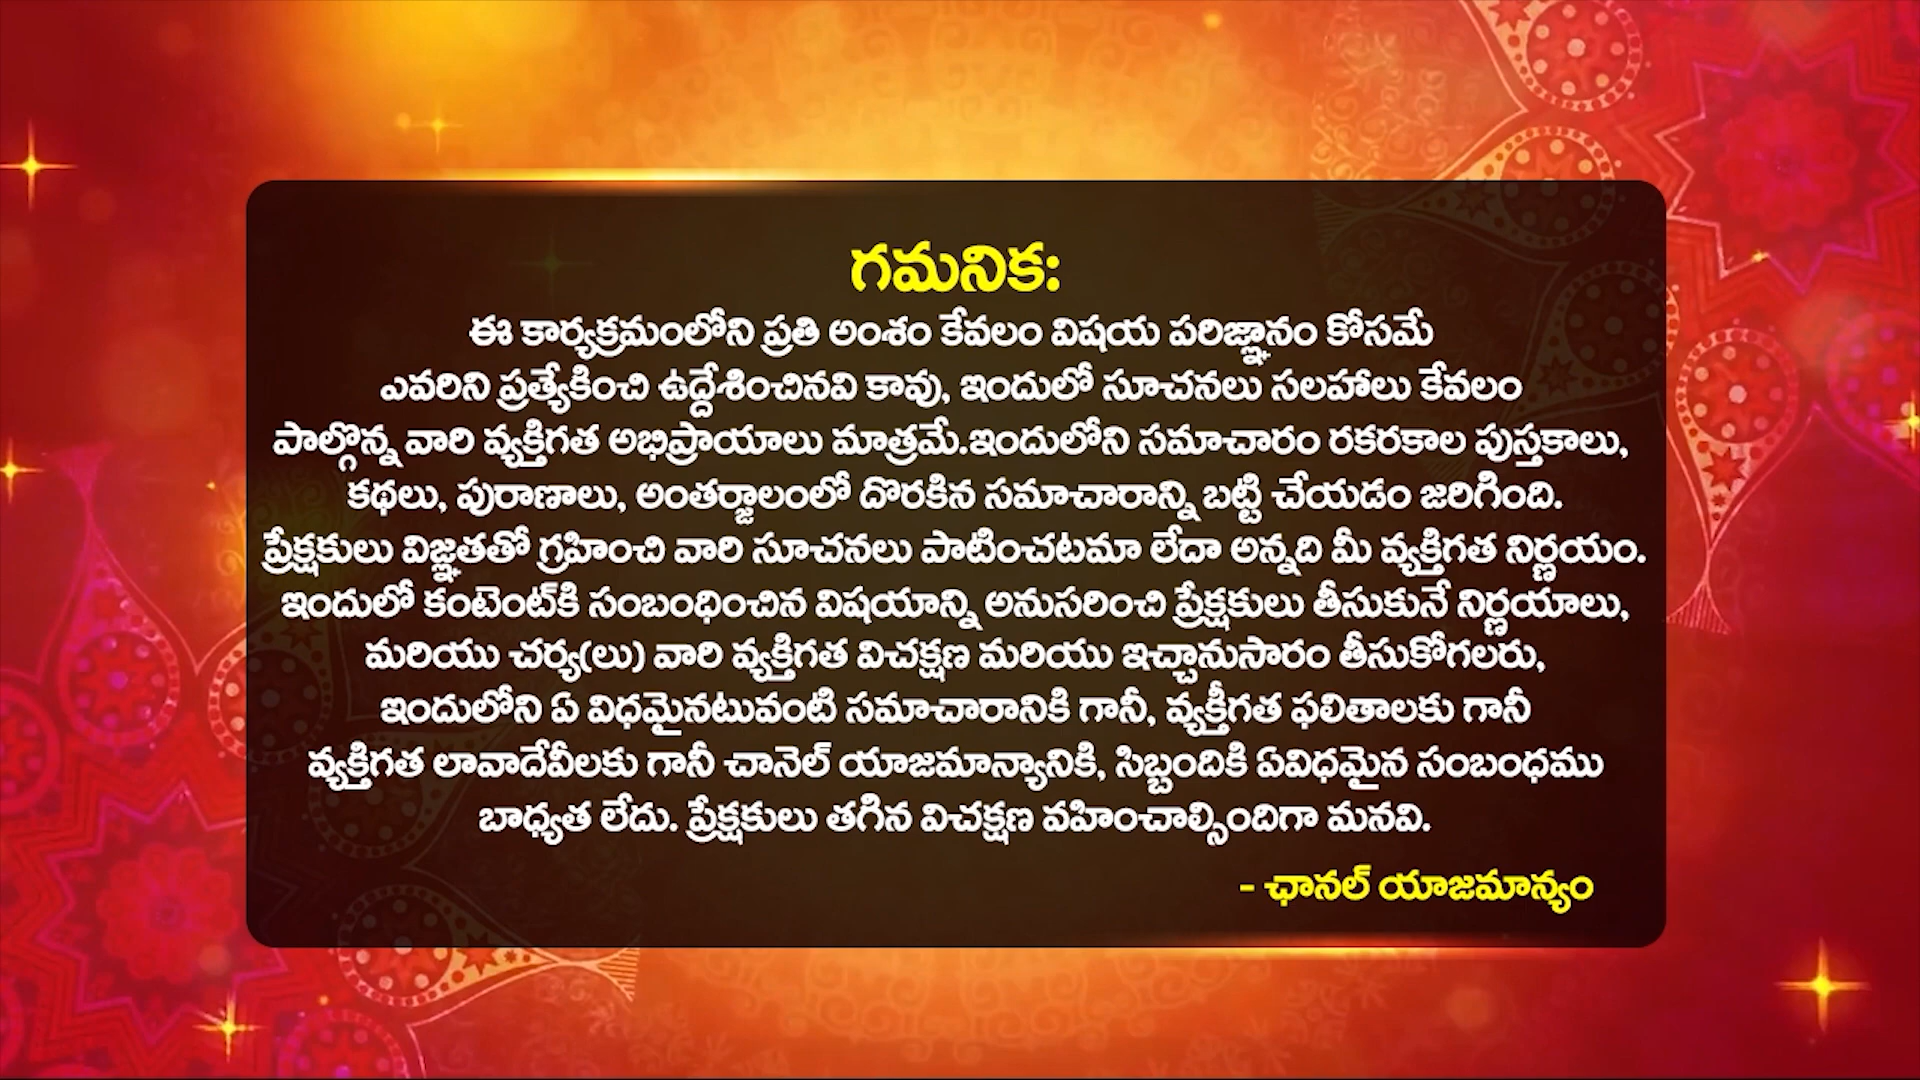 గమనిక:
ఈ కార్యక్రమంలోని ప్రతి అంశం కేవలం విషయ పరిజ్ఞానం కోసమే
ఎవరిని ప్రత్యేకించి ఉద్దేశించినవి కావు, ఇందులో సూచనలు సలహాలు కేవలం
పాల్గొన్న వారి వ్యక్తిగత అభిప్రాయాలు మాత్రమే.ఇందులోని సమాచారం రకరకాల పుస్తకాలు,
కథలు, పురాణాలు, అంతర్జాలంలో దొరకిన సమాచారాన్ని బట్టి చేయడం జరిగింది.
ప్రేక్షకులు విజ్ఞతతో గ్రహించి వారి సూచనలు పాటించటమా లేదా అన్నది మీ వ్యక్తిగత నిర్ణయం.
ఇందులో కంటెంట్‌కి సంబంధించిన విషయాన్ని అనుసరించి ప్రేక్షకులు తీసుకునే నిర్ణయాలు,
మరియు చర్య(లు) వారి వ్యక్తిగత విచక్షణ మరియు ఇచ్చానుసారం తీసుకోగలరు,
ఇందులోని ఏ విధమైనటువంటి సమాచారానికి గానీ, వ్యక్తీగత ఫలితాలకు గానీ
వ్యక్తిగత లావాదేవీలకు గానీ చానెల్ యాజమాన్యానికి, సిబ్బందికి ఏవిధమైన సంబంధము
బాధ్యత లేదు. ప్రేక్షకులు తగిన విచక్షణ వహించాల్సిందిగా మనవి.
- ఛానల్ యాజమాన్యం